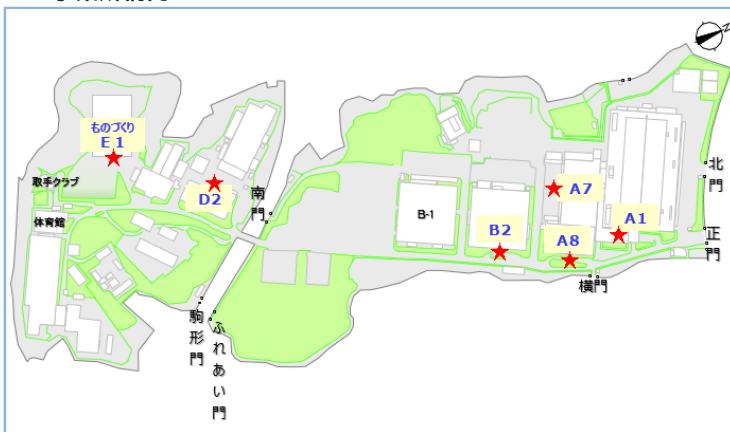 N
ものづくり
E 1
取手クラブ
体育館
D2
南門
駒形門
ふれあい門
B-1
B2
A7
A8
A1
横門
北門
正門